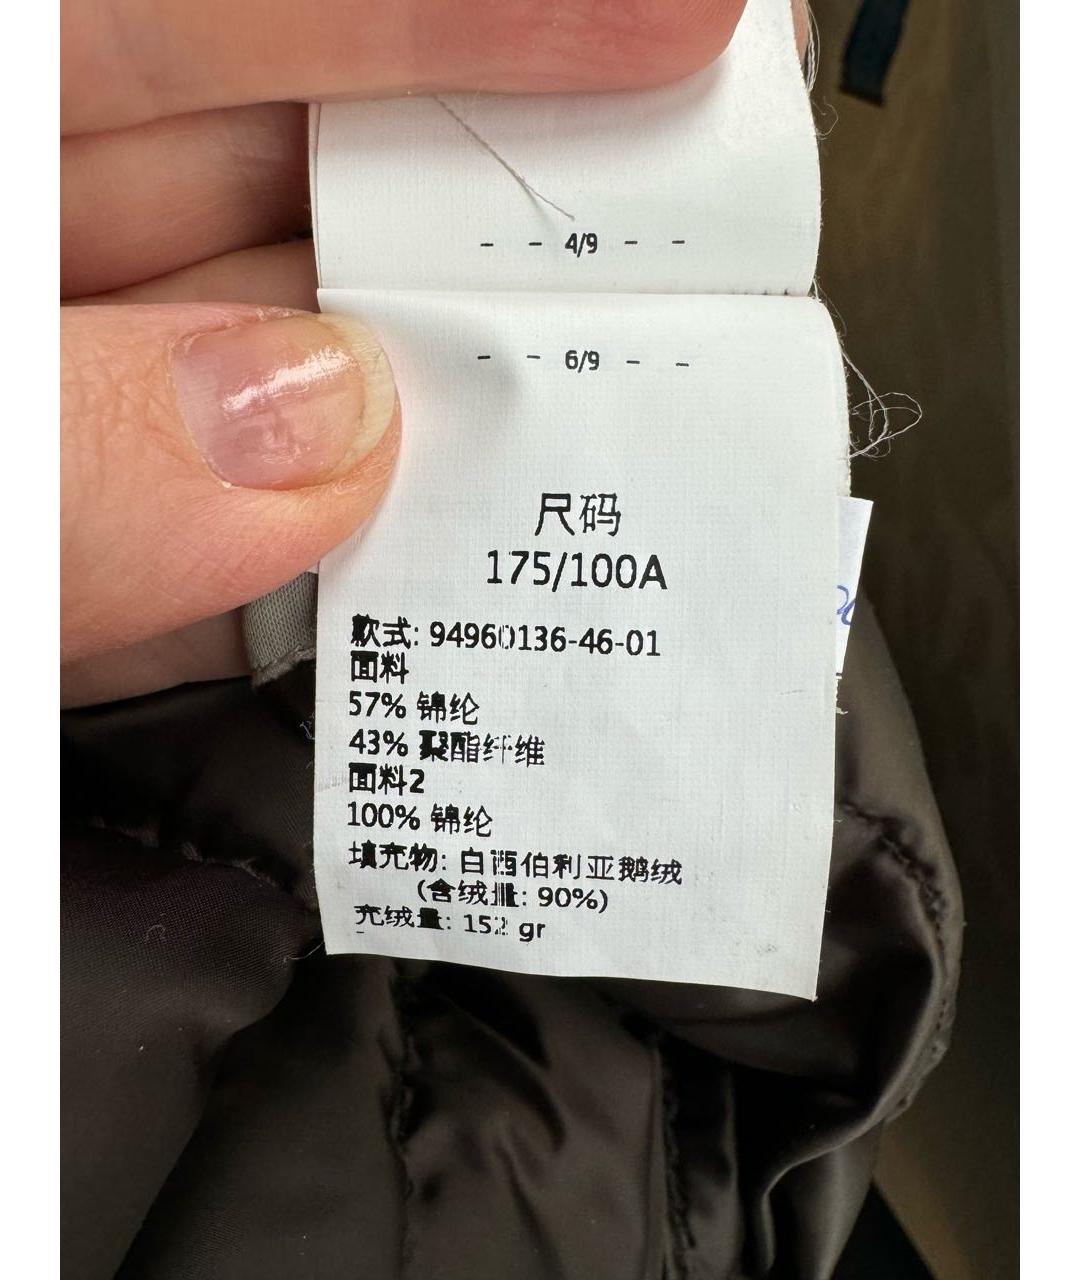 - - 4/9 - -
- - 6/9 - -
尺码
175/100A
款式: 94960136-46-01
面料
57% 锦纶
43% 聚酯纤维
面料2
100% 锦纶
填充物: 白西伯利亚鹅绒
(含绒量: 90%)
充绒量: 152 gr